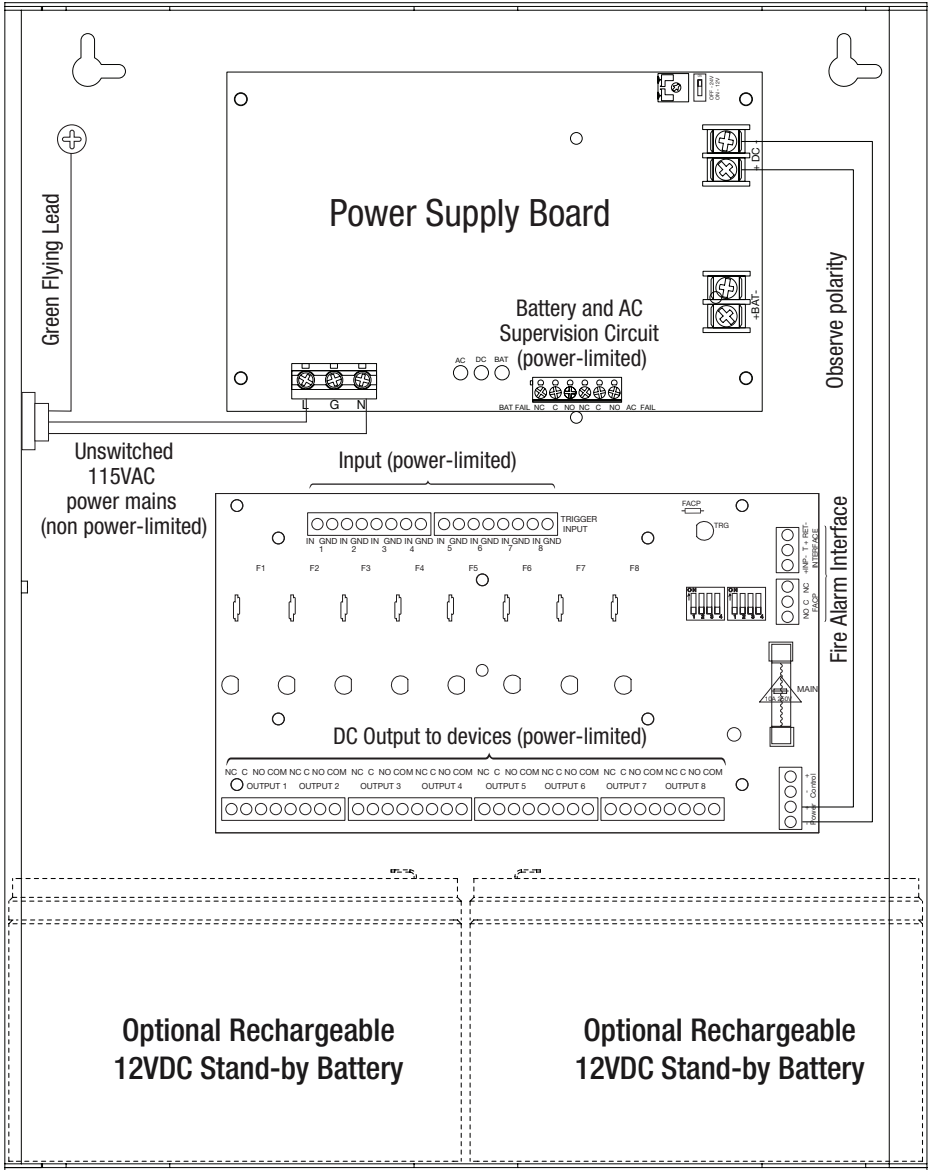 OFF - 24V
ON - 12V
+ DC -
Power Supply Board
Green Flying Lead
Observe polarity
+BAT-
Battery and AC
Supervision Circuit
(power-limited)
AC DC BAT
L G N
BAT FAIL NC C NO NC C NO AC FAIL
Unswitched
115VAC
power mains
(non power-limited)
Input (power-limited)
FACP
TRG
TRIGGER
INPUT
IN GND IN GND IN GND IN GND IN GND IN GND IN GND IN GND
1 2 3 4 5 6 7 8
+INP- T + RET-
INTERFACE
F1 F2 F3 F4 F5 F6 F7 F8
ON
1 2 3 4
ON
1 2 3 4
NO C NC
FACP
Fire Alarm Interface
MAIN
10A 250V
DC Output to devices (power-limited)
NC C NO COM NC C NO COM NC C NO COM NC C NO COM NC C NO COM NC C NO COM NC C NO COM NC C NO COM
OUTPUT 1 OUTPUT 2 OUTPUT 3 OUTPUT 4 OUTPUT 5 OUTPUT 6 OUTPUT 7 OUTPUT 8
- Power + - Control +
Optional Rechargeable
12VDC Stand-by Battery
Optional Rechargeable
12VDC Stand-by Battery